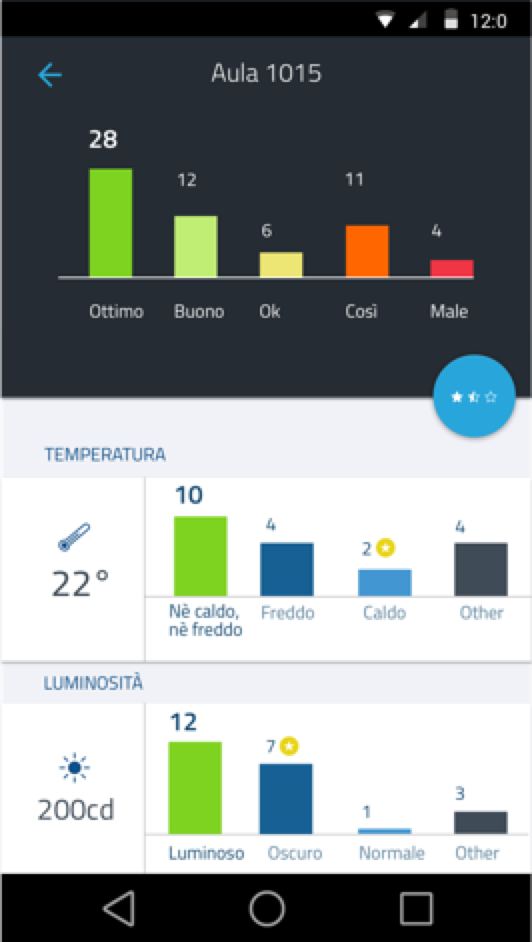 12:0
Aula 1015
28
12
6
11
4
Ottimo Buono Ok Così Male
TEMPERATURA
22°
10
4
2
4
Nè caldo,
nè freddo
Freddo
Caldo
Other
LUMINOSITÀ
200cd
12
7
1
3
Luminoso Oscuro Normale Other